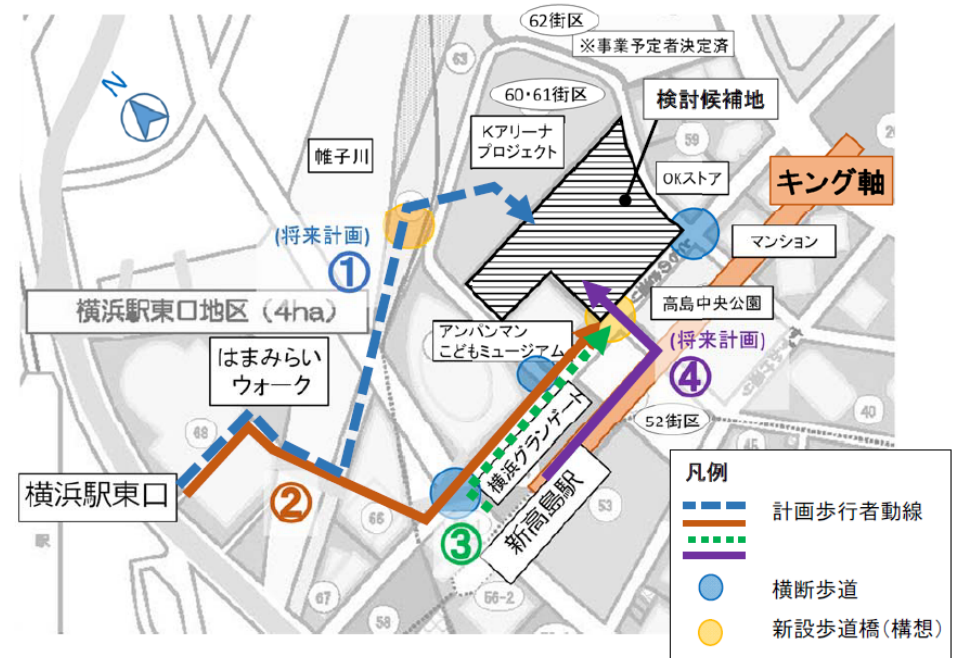 62街区
※事業予定者決定済
63
N
60・61街区
検討候補地
Kアリーナ
プロジェクト
59
帷子川
OKストア
キング軸
(将来計画)
①
マンション
横浜駅東口地区(4ha)
高島中央公園
アンパンマン
こどもミュージアム
(将来計画)
④
はまみらい
ウォーク
52街区
40
45
68
横浜グランゲート
横浜駅東口
②
凡例
計画歩行者動線
新高島駅
53
66
③
駅
横断歩道
56-2
67
58
新設歩道橋(構想)